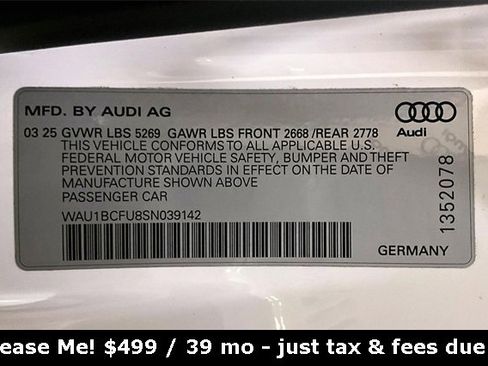 MFD. BY AUDI AG
03 25 GVWR LBS 5269 GAWR LBS FRONT 2668 /REAR 2778
THIS VEHICLE CONFORMS TO ALL APPLICABLE U.S.
FEDERAL MOTOR VEHICLE SAFETY, BUMPER AND THEFT
PREVENTION STANDARDS IN EFFECT ON THE DATE OF
MANUFACTURE SHOWN ABOVE
PASSENGER CAR
WAU1BCFU8SN039142
Audi
1352078
GERMANY
ease Me! $499 / 39 mo - just tax & fees due